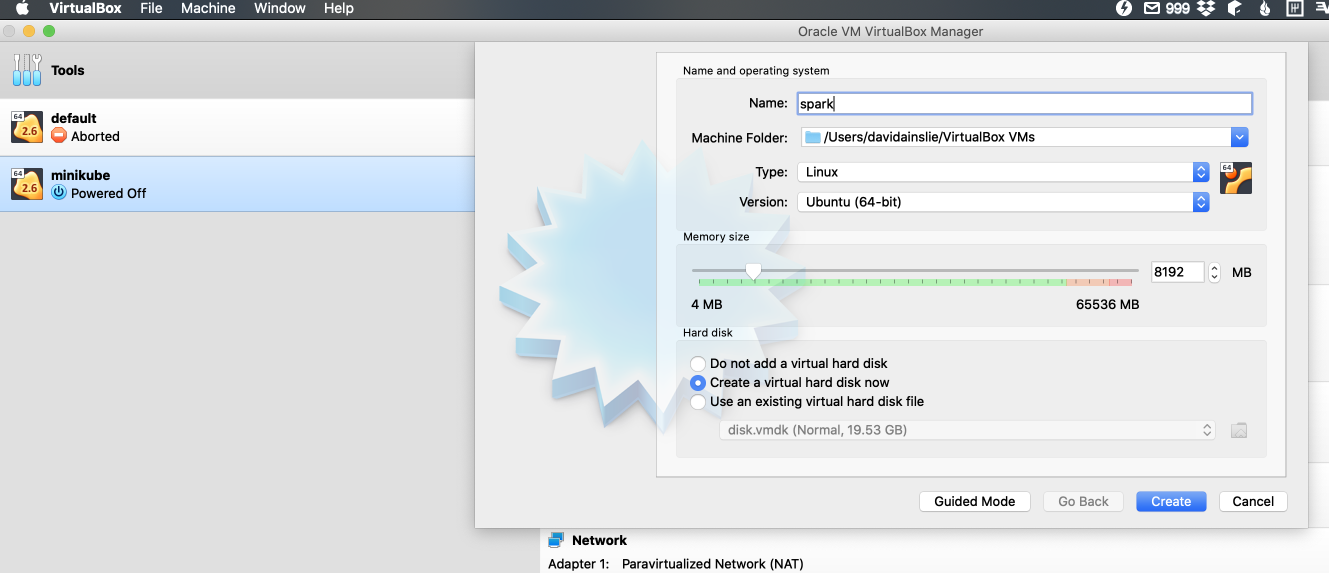 VirtualBox File Machine Window Help 999
Oracle VM VirtualBox Manager
Tools
64 2.6 default
Aborted
64 2.6 minikube
Powered Off
Name and operating system
Name: spark
Machine Folder: /Users/davidainslie/VirtualBox VMs
Type: Linux
64
Version: Ubuntu (64-bit)
Memory size
8192 MB
4 MB 65536 MB
Hard disk
Do not add a virtual hard disk
Create a virtual hard disk now
Use an existing virtual hard disk file
disk.vmdk (Normal, 19.53 GB)
Guided Mode Go Back Create Cancel
Network
Adapter 1: Paravirtualized Network (NAT)